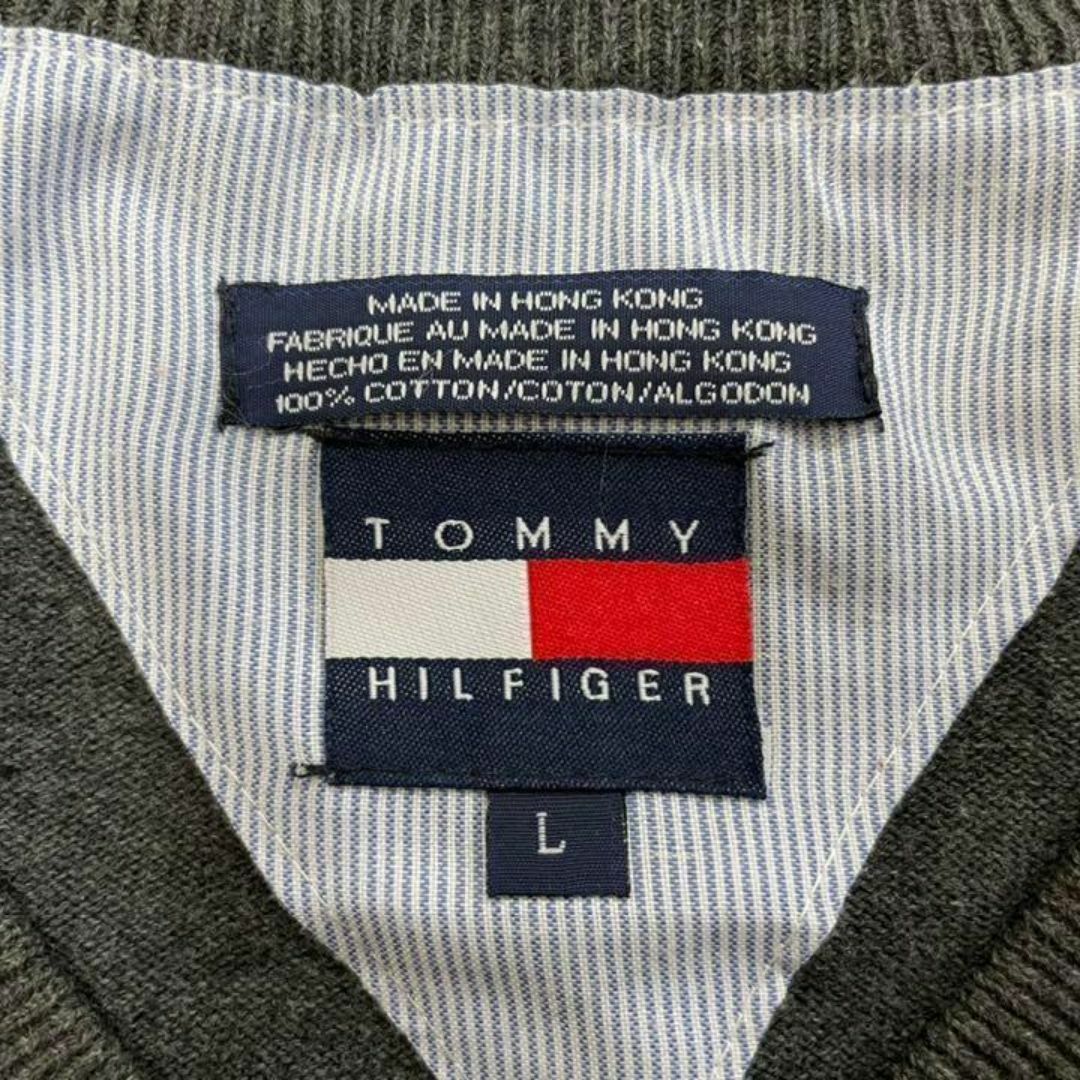 MADE IN HONG KONG
FABRIQUE AU MADE IN HONG KONG
HECHO EN MADE IN HONG KONG
100% COTTON/COTON/ALGODON
TOMMY
HILFIGER
L